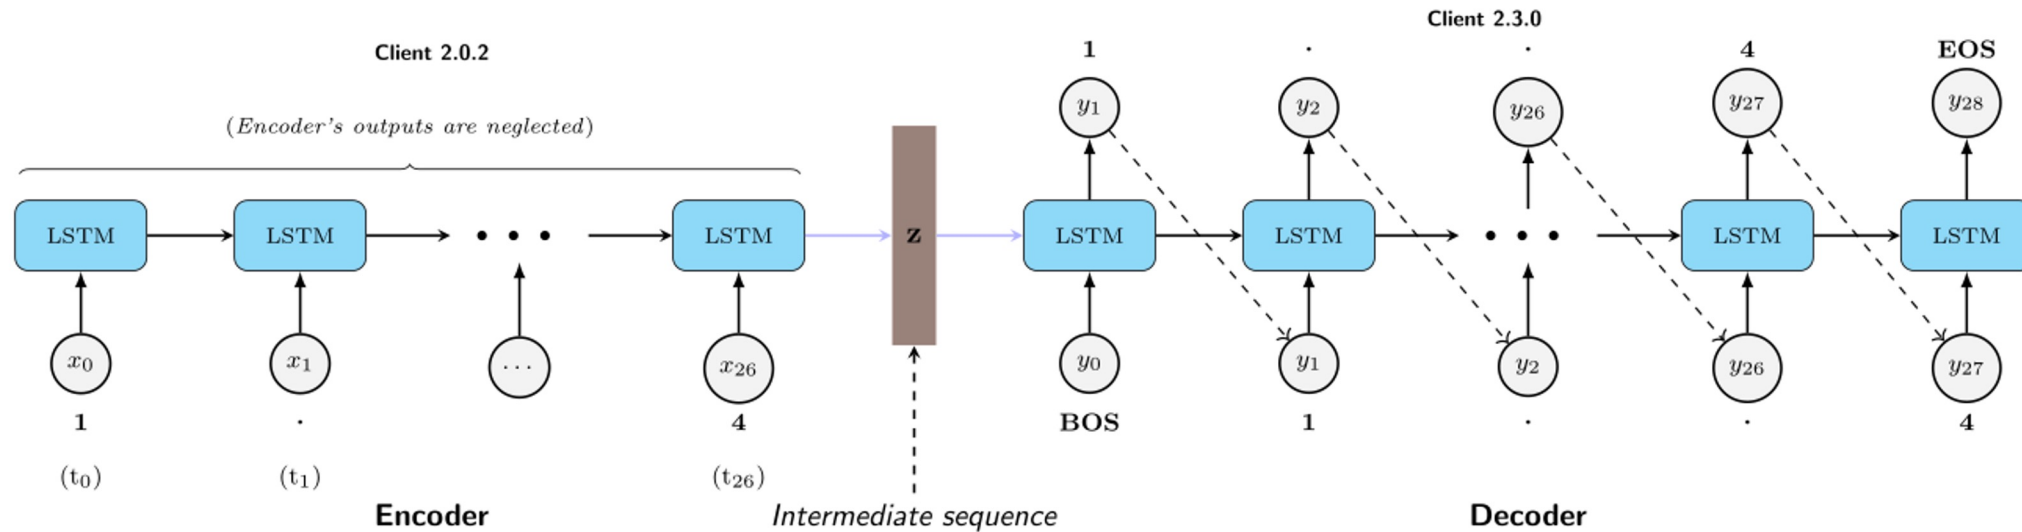 Client 2.3.0
Client 2.0.2
1 · · 4 EOS
y1 y2 y26 y27 y28
(Encoder's outputs are neglected)
LSTM LSTM • • • LSTM z LSTM LSTM • • • LSTM LSTM
x0 x1 ... x26 y0 y1 y2 y26 y27
1 · 4 BOS 1 · · 4
(t0) (t1) (t26)
Encoder Intermediate sequence Decoder